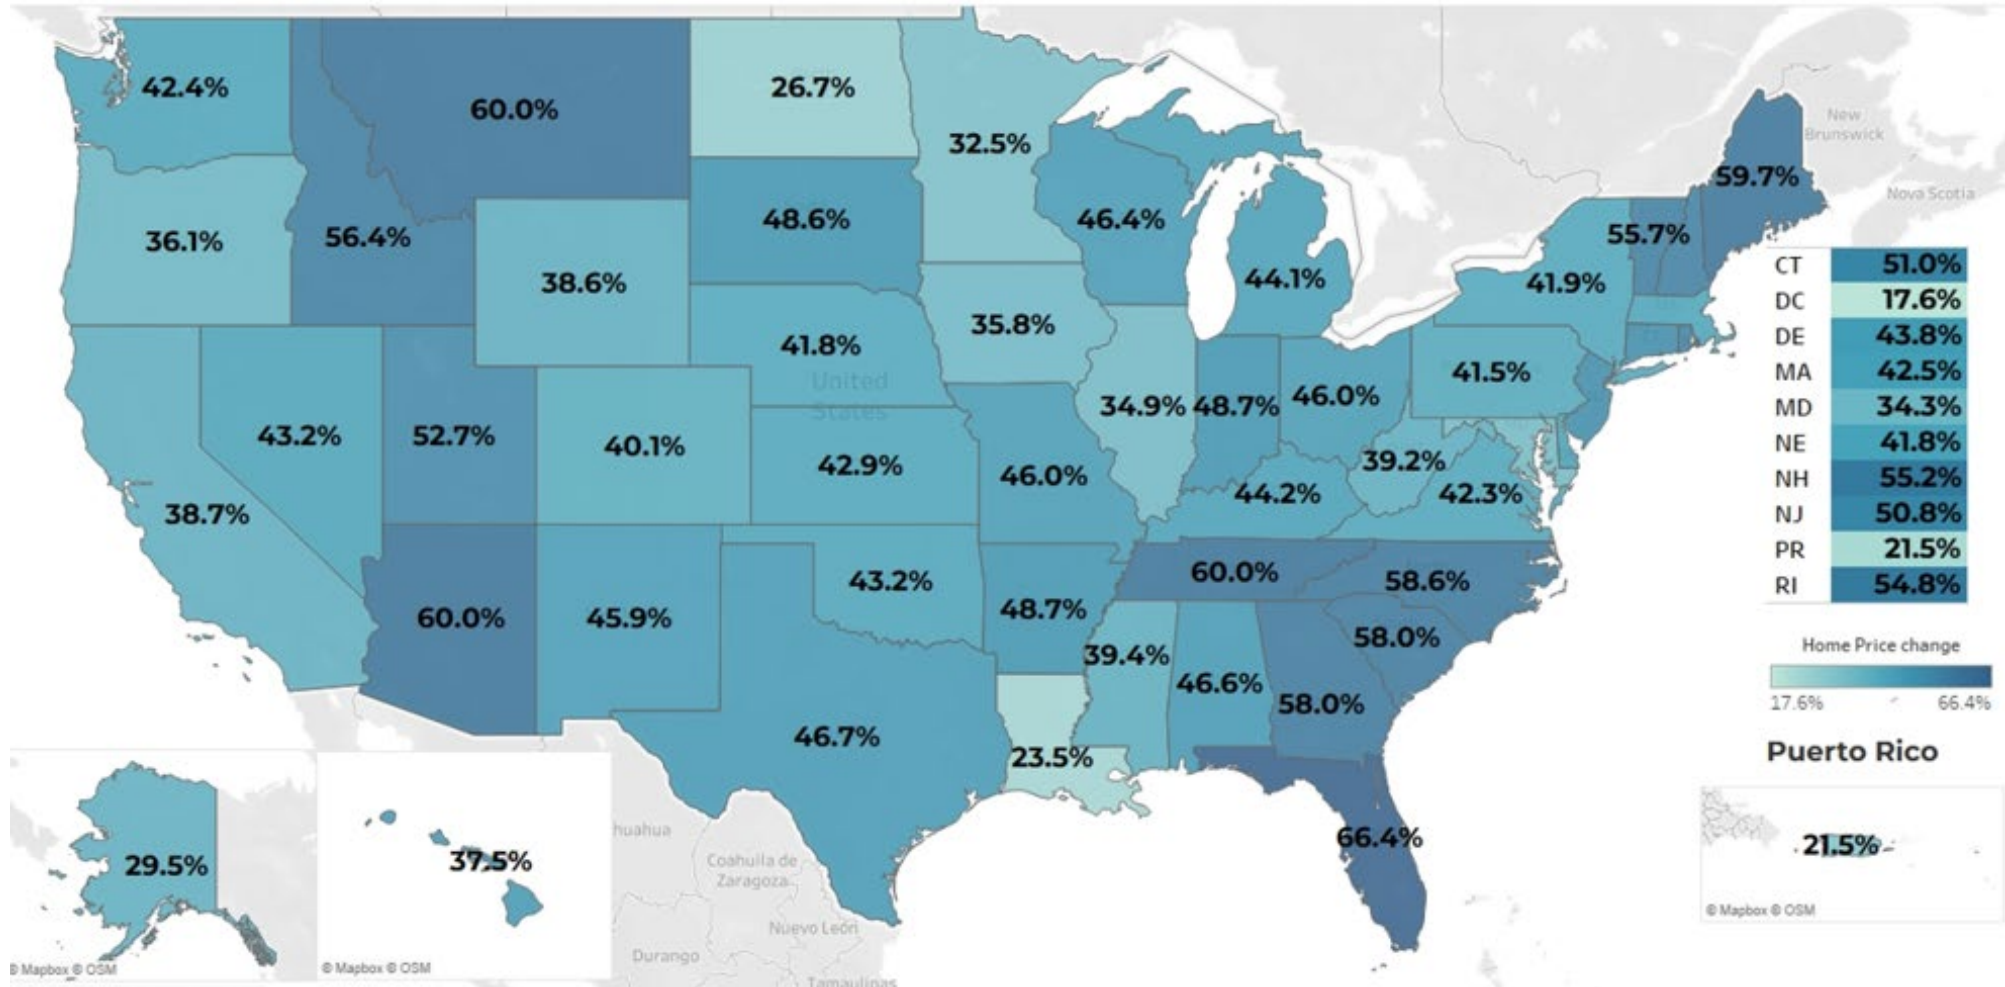 42.4%
60.0%
26.7%
32.5%
59.7%
New
Brunswick
Nova Scotia
36.1%
56.4%
38.6%
48.6%
46.4%
44.1%
41.9%
55.7%
35.8%
41.8%
United
States
41.5%
43.2%
52.7%
40.1%
42.9%
46.0%
34.9%
48.7%
46.0%
39.2%
42.3%
44.2%
38.7%
60.0%
45.9%
43.2%
48.7%
60.0%
58.6%
58.0%
39.4%
46.6%
58.0%
46.7%
23.5%
66.4%
CT 51.0%
DC 17.6%
DE 43.8%
MA 42.5%
MD 34.3%
NE 41.8%
NH 55.2%
NJ 50.8%
PR 21.5%
RI 54.8%
Home Price change
17.6% 66.4%
Puerto Rico
21.5%
© Mapbox © OSM
29.5%
© Mapbox © OSM
37.5%
© Mapbox © OSM
huahua
Coahuila de
Zaragoza
Nuevo León
Durango
Tamaulipas